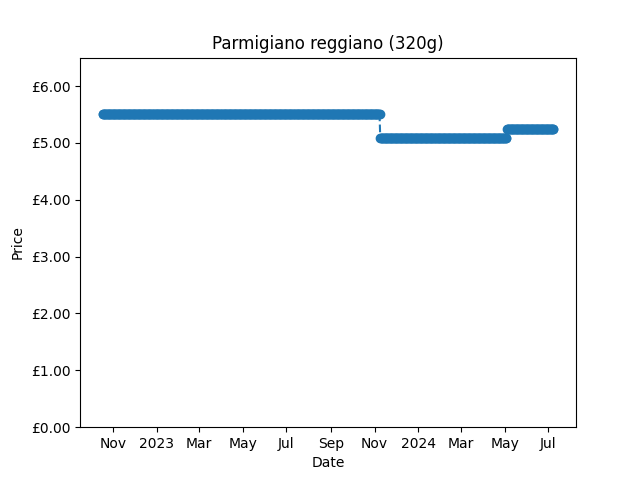 Parmigiano reggiano (320g)
£6.00
£5.00
£4.00
£3.00
£2.00
£1.00
£0.00
Price
Nov 2023 Mar May Jul Sep Nov 2024 Mar May Jul
Date